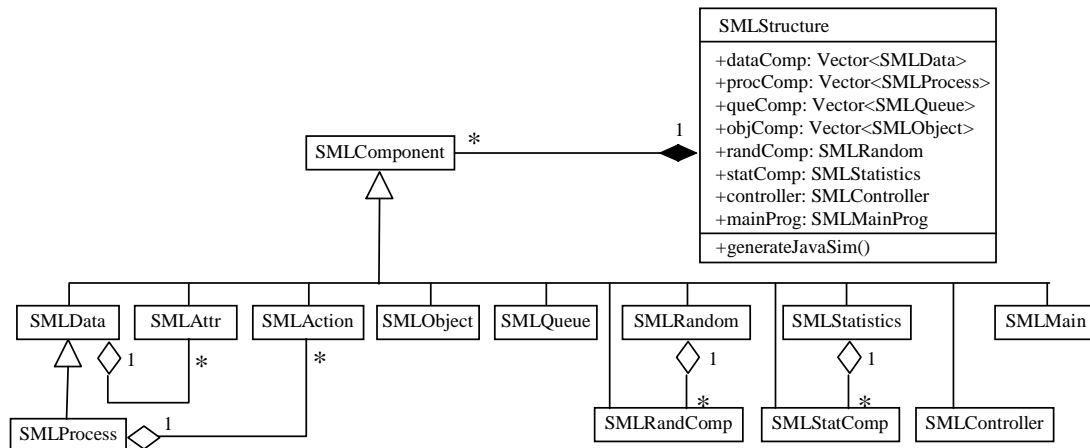 SMLStructure
+dataComp: Vector<SMLData>
+procComp: Vector<SMLProcess>
+queComp: Vector<SMLQueue>
+objComp: Vector<SMLObject>
+randComp: SMLRandom
+statComp: SMLStatistics
+controller: SMLController
+mainProg: SMLMainProg
+generateJavaSim()
SMLComponent
*
1
SMLData
SMLAttr
SMLAction
SMLObject
SMLQueue
SMLRandom
SMLStatistics
SMLMain
1
*
*
1
*
1
*
SMLProcess
1
SMLRandComp
SMLStatComp
SMLController